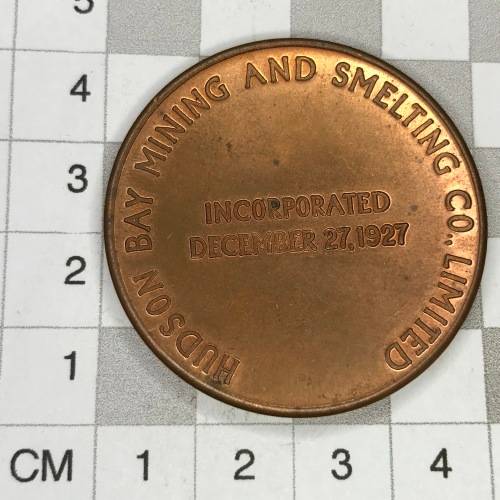 HUDSON BAY MINING AND SMELTING CO., LIMITED
INCORPORATED
DECEMBER 27, 1927
5
4
3
2
1
CM 1 2 3 4